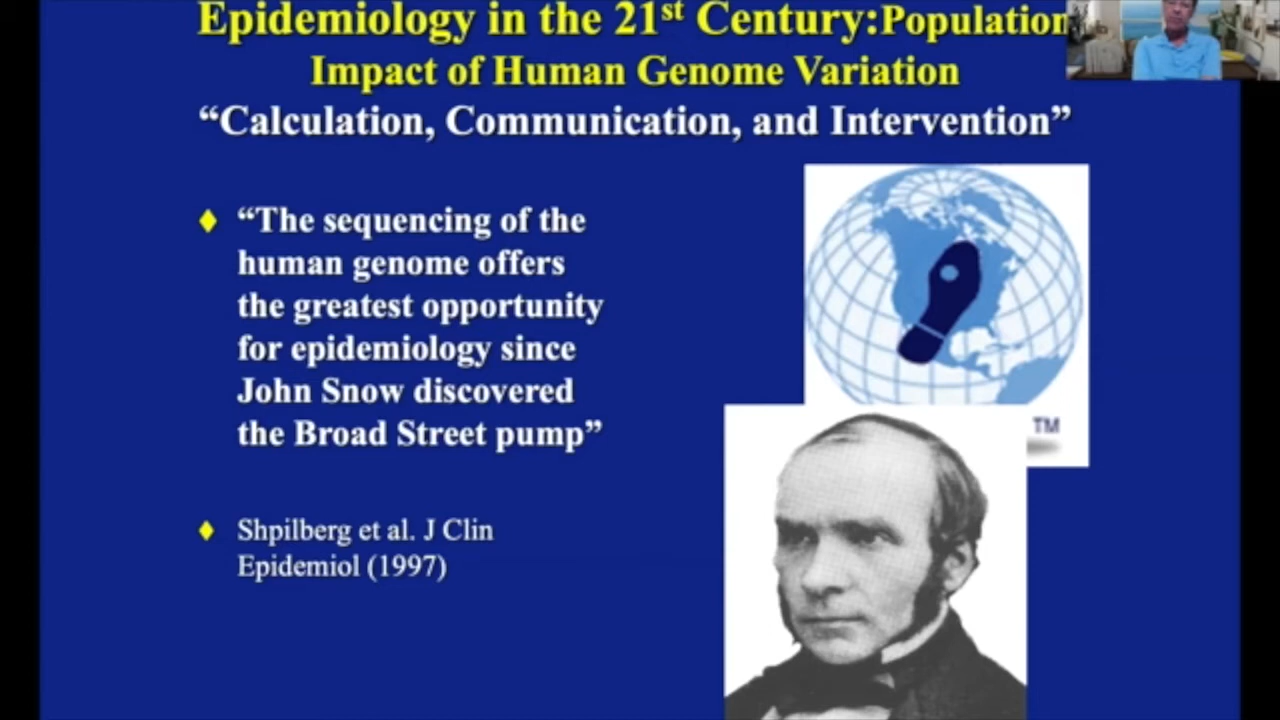 Epidemiology in the 21st Century:Population
Impact of Human Genome Variation
“Calculation, Communication, and Intervention”
“The sequencing of the
human genome offers
the greatest opportunity
for epidemiology since
John Snow discovered
the Broad Street pump”
Shpilberg et al. J Clin
Epidemiol (1997)
TM